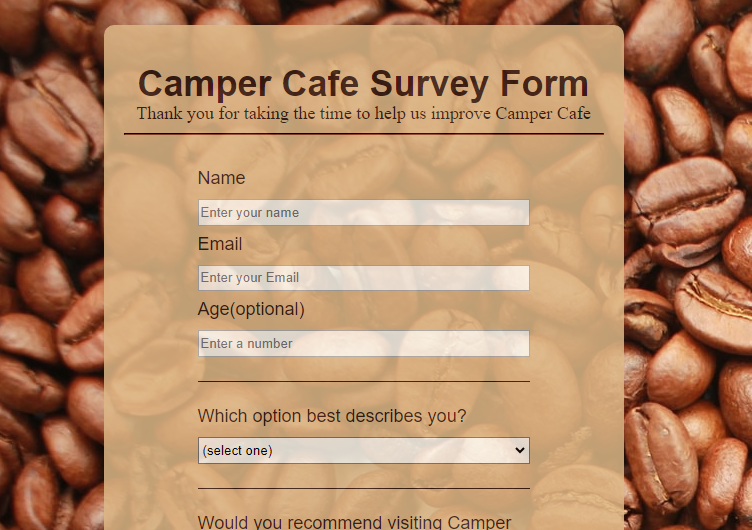 Camper Cafe Survey Form
Thank you for taking the time to help us improve Camper Cafe
Name
Enter your name
Email
Enter your Email
Age(optional)
Enter a number
Which option best describes you?
(select one)
Would you recommend visiting Camper